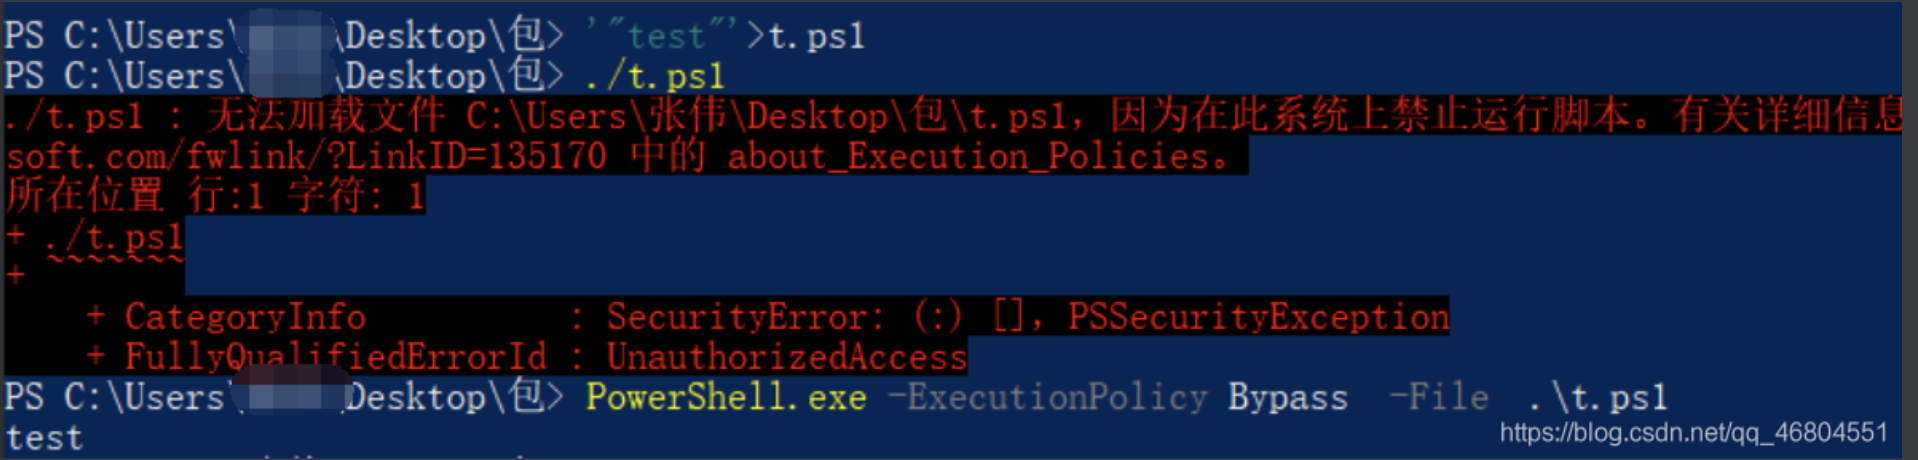 PS C:\Users\ \Desktop\包> '"test"'>t.ps1
PS C:\Users\ \Desktop\包> ./t.ps1
./t.ps1 : 无法加载文件 C:\Users\张伟\Desktop\包\t.ps1，因为在此系统上禁止运行脚本。有关详细信息
soft.com/fwlink/?LinkID=135170 中的 about_Execution_Policies。
所在位置 行:1 字符: 1
+ ./t.ps1
+ ~~~~~~~
    + CategoryInfo          : SecurityError: (:) []，PSSecurityException
    + FullyQualifiedErrorId : UnauthorizedAccess
PS C:\Users\ Desktop\包> PowerShell.exe -ExecutionPolicy Bypass  -File  .\t.ps1
test
https://blog.csdn.net/qq_46804551